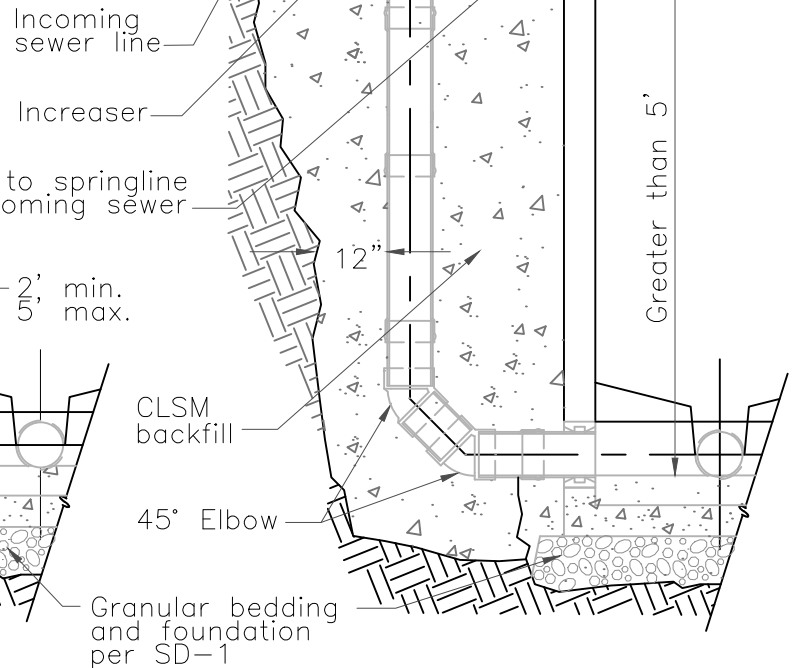 Incoming
sewer line
Increaser
to springline
oming sewer
12"
2', min.
5' max.
Greater than 5'
CLSM
backfill
45° Elbow
Granular bedding
and foundation
per SD-1